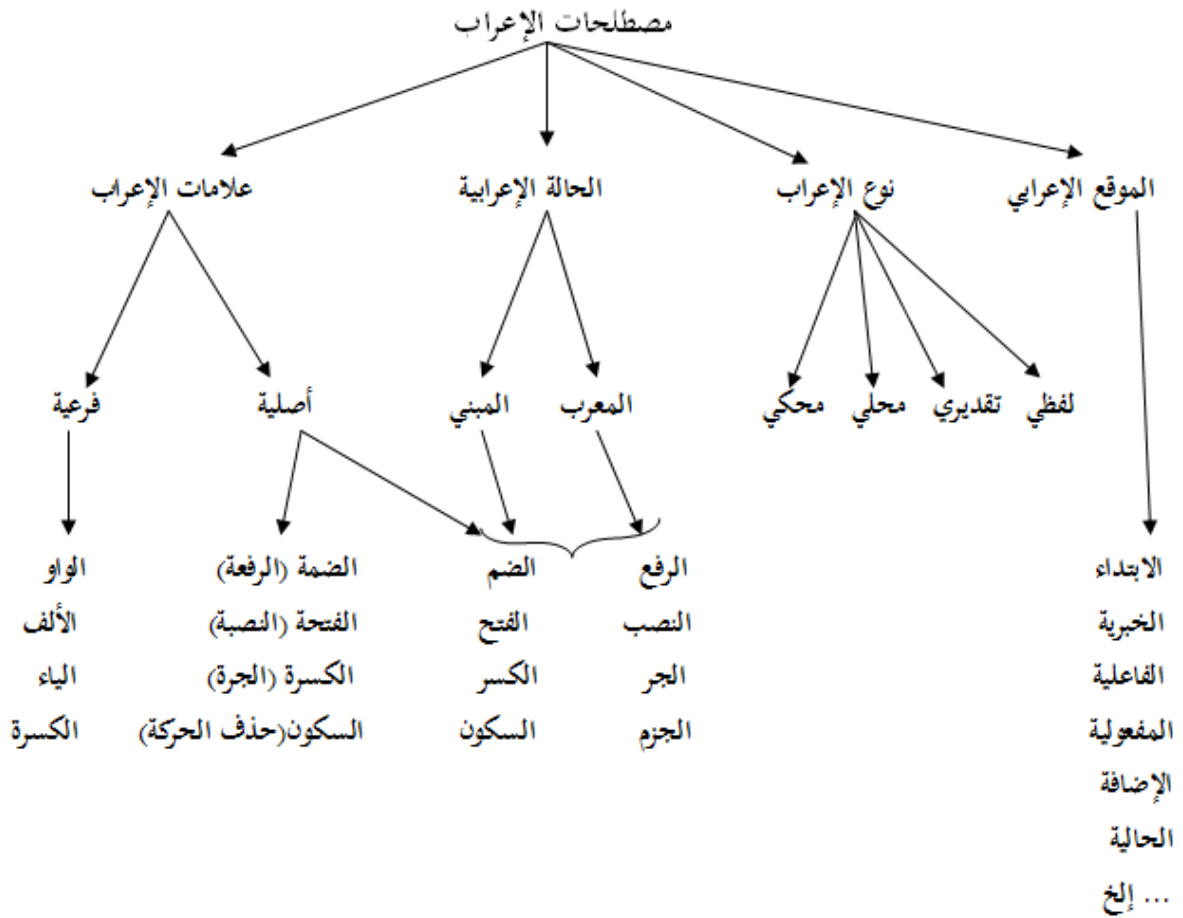 مصطلحات الإعراب
الموقع الإعرابي نوع الإعراب الحالة الإعرابية علامات الإعراب
لفظي تقديري محلي محكي المعرب المبني أصلية فرعية
الابتداء الرفع الضم الضمة (الرفعة) الواو
الخبرية النصب الفتح الفتحة (النصبة) الألف
الفاعلية الجر الكسر الكسرة (الجرة) الياء
المفعولية الجزم السكون السكون(حذف الحركة) الكسرة
الإضافة
الحالية
... إلخ